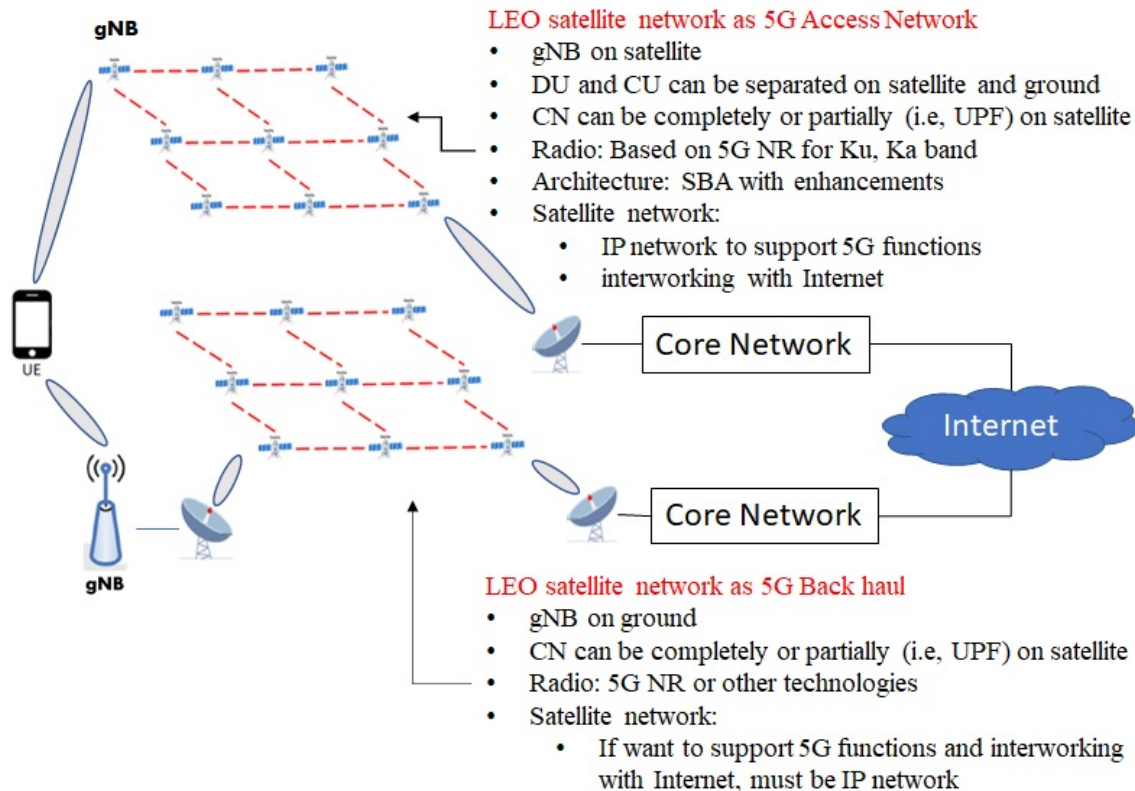 LEO satellite network as 5G Access Network
gNB
• gNB on satellite
• DU and CU can be separated on satellite and ground
• CN can be completely or partially (i.e, UPF) on satellite
• Radio: Based on 5G NR for Ku, Ka band
• Architecture: SBA with enhancements
• Satellite network:
• IP network to support 5G functions
• interworking with Internet
UE
Core Network
Internet
Core Network
gNB
LEO satellite network as 5G Back haul
• gNB on ground
• CN can be completely or partially (i.e, UPF) on satellite
• Radio: 5G NR or other technologies
• Satellite network:
• If want to support 5G functions and interworking
with Internet, must be IP network